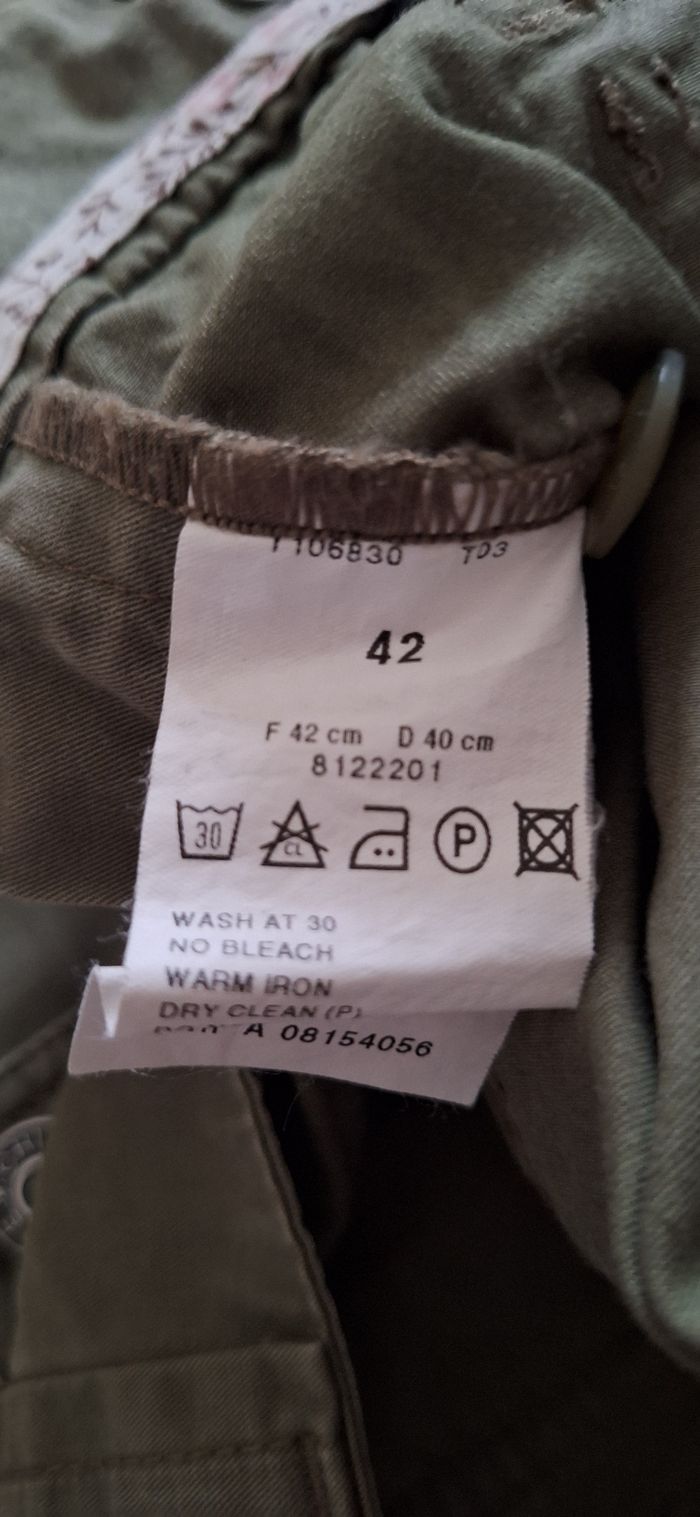 1106830 TD3
42
F 42 cm D 40 cm
8122201
30 CL P
WASH AT 30
NO BLEACH
WARM IRON
DRY CLEAN (P)
A 08154056